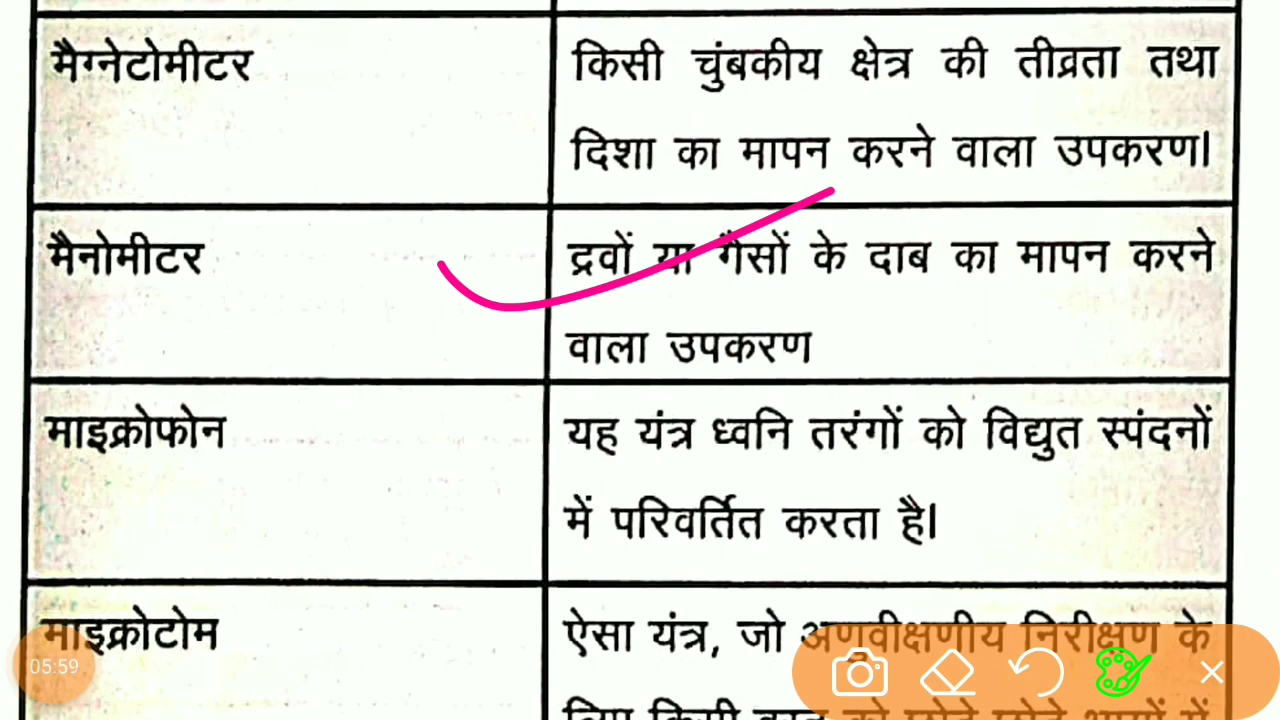 मैग्नेटोमीटर
किसी चुंबकीय क्षेत्र की तीव्रता तथा
दिशा का मापन करने वाला उपकरण।
मैनोमीटर
द्रवों या गैसों के दाब का मापन करने
वाला उपकरण
माइक्रोफोन
यह यंत्र ध्वनि तरंगों को विद्युत स्पंदनों
में परिवर्तित करता है।
माइक्रोटोम
ऐसा यंत्र, जो अणुवीक्षणीय निरीक्षण के
05:59